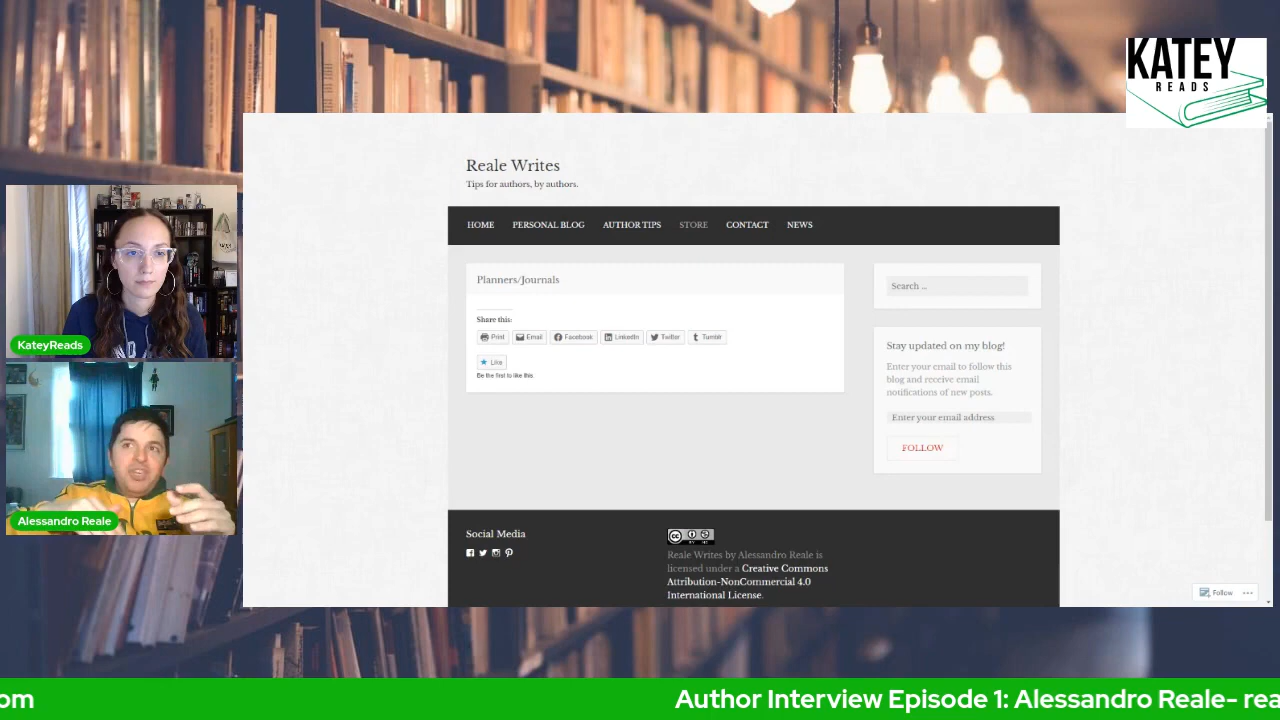 KATEY
READS
Reale Writes
Tips for authors, by authors.
HOME PERSONAL BLOG AUTHOR TIPS STORE CONTACT NEWS
Planners/Journals
Share this:
Print Email Facebook LinkedIn Twitter Tumblr
Like
Be the first to like this.
Search ...
Stay updated on my blog!
Enter your email to follow this
blog and receive email
notifications of new posts.
Enter your email address
FOLLOW
KateyReads
Alessandro Reale
Social Media
Reale Writes by Alessandro Reale is
licensed under a Creative Commons
Attribution-NonCommercial 4.0
International License.
Follow
om Author Interview Episode 1: Alessandro Reale- rea